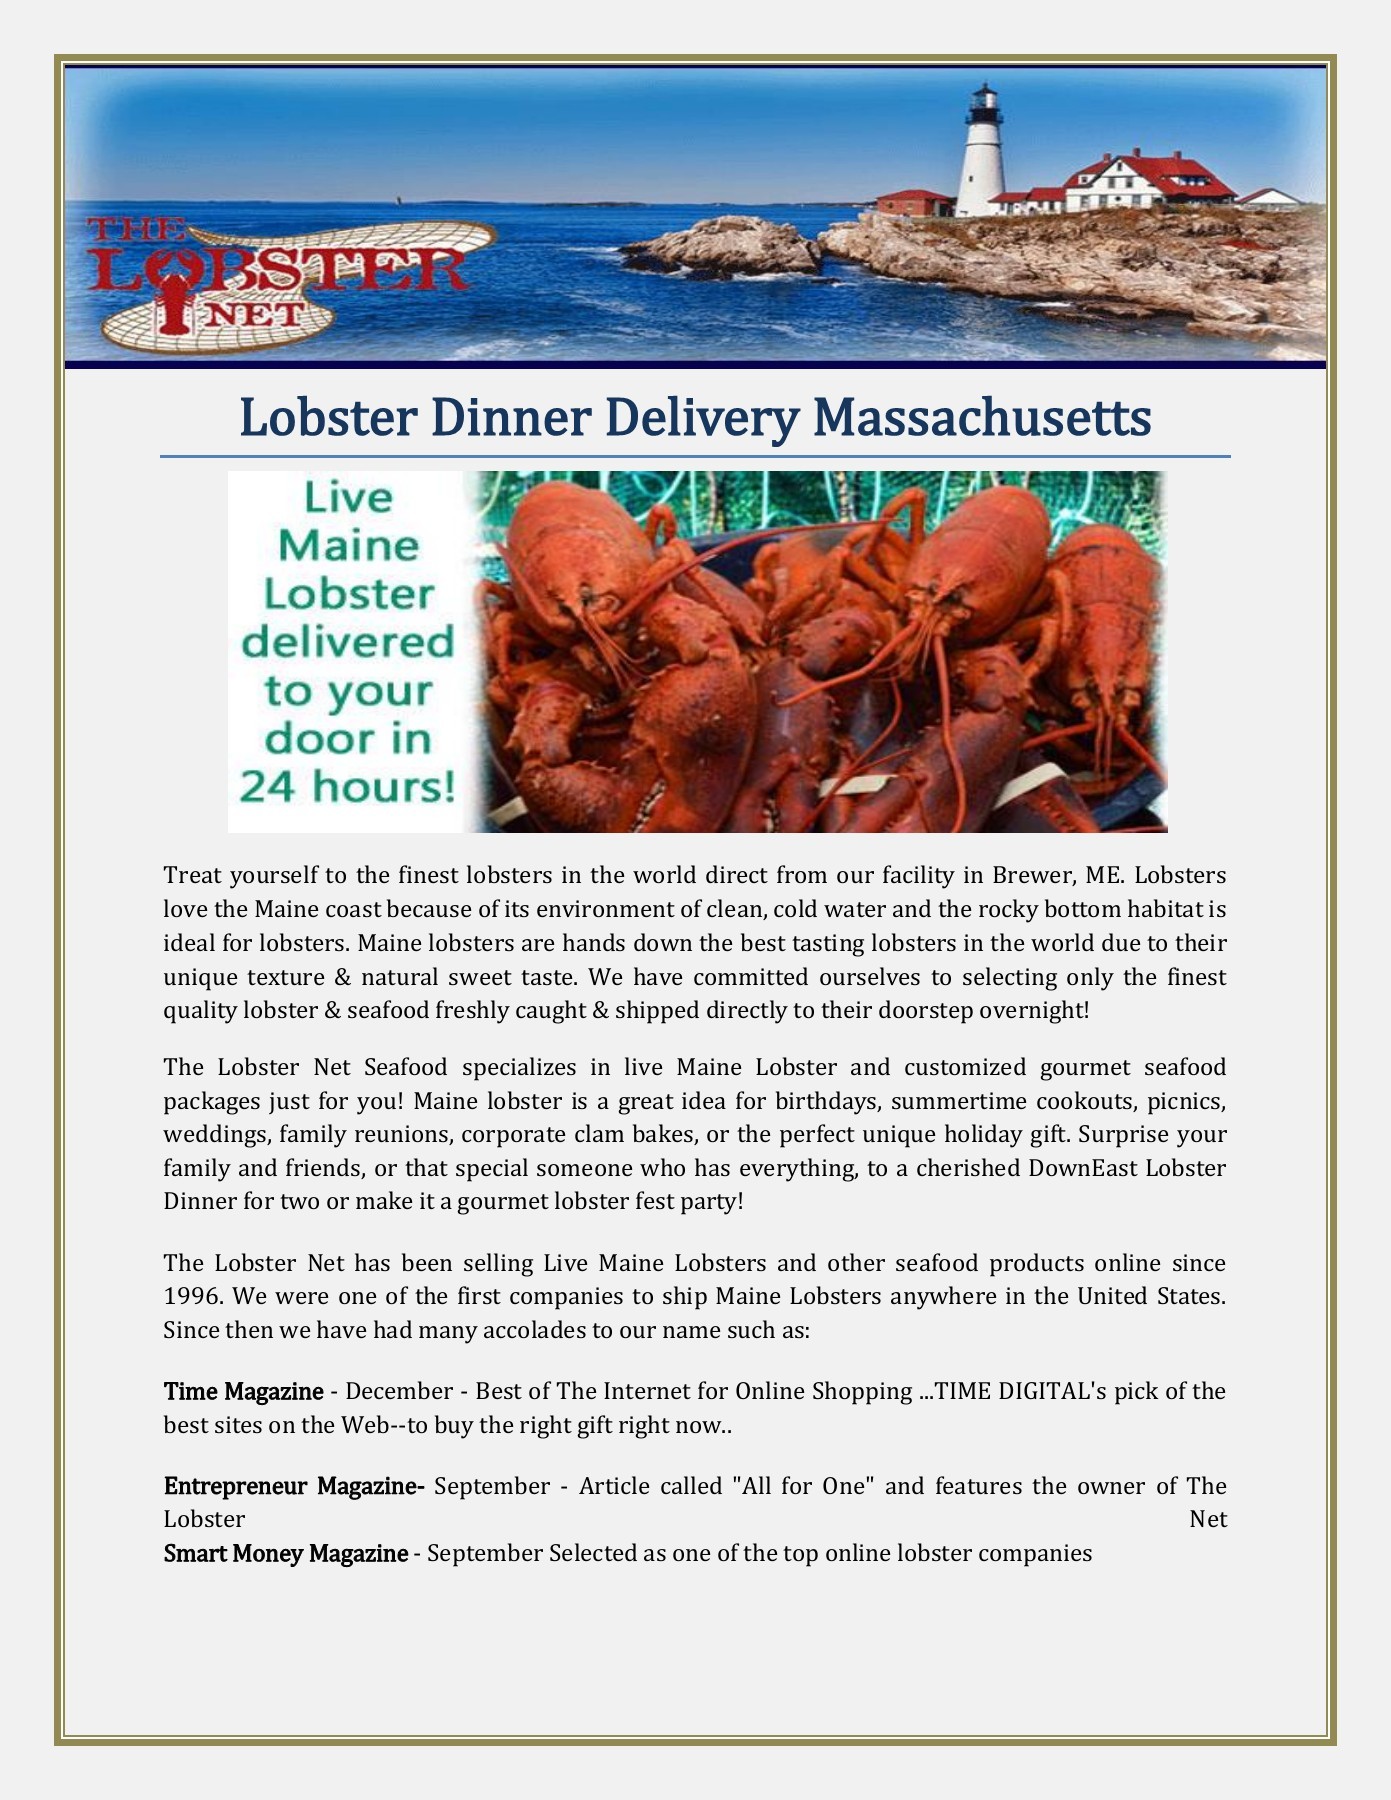 THE
LOBSTER
NET
Lobster Dinner Delivery Massachusetts
Live
Maine
Lobster
delivered
to your
door in
24 hours!
Treat yourself to the finest lobsters in the world direct from our facility in Brewer, ME. Lobsters
love the Maine coast because of its environment of clean, cold water and the rocky bottom habitat is
ideal for lobsters. Maine lobsters are hands down the best tasting lobsters in the world due to their
unique texture & natural sweet taste. We have committed ourselves to selecting only the finest
quality lobster & seafood freshly caught & shipped directly to their doorstep overnight!
The Lobster Net Seafood specializes in live Maine Lobster and customized gourmet seafood
packages just for you! Maine lobster is a great idea for birthdays, summertime cookouts, picnics,
weddings, family reunions, corporate clam bakes, or the perfect unique holiday gift. Surprise your
family and friends, or that special someone who has everything, to a cherished DownEast Lobster
Dinner for two or make it a gourmet lobster fest party!
The Lobster Net has been selling Live Maine Lobsters and other seafood products online since
1996. We were one of the first companies to ship Maine Lobsters anywhere in the United States.
Since then we have had many accolades to our name such as:
Time Magazine - December - Best of The Internet for Online Shopping ...TIME DIGITAL's pick of the
best sites on the Web--to buy the right gift right now..
Entrepreneur Magazine- September - Article called "All for One" and features the owner of The
Lobster Net
Smart Money Magazine - September Selected as one of the top online lobster companies